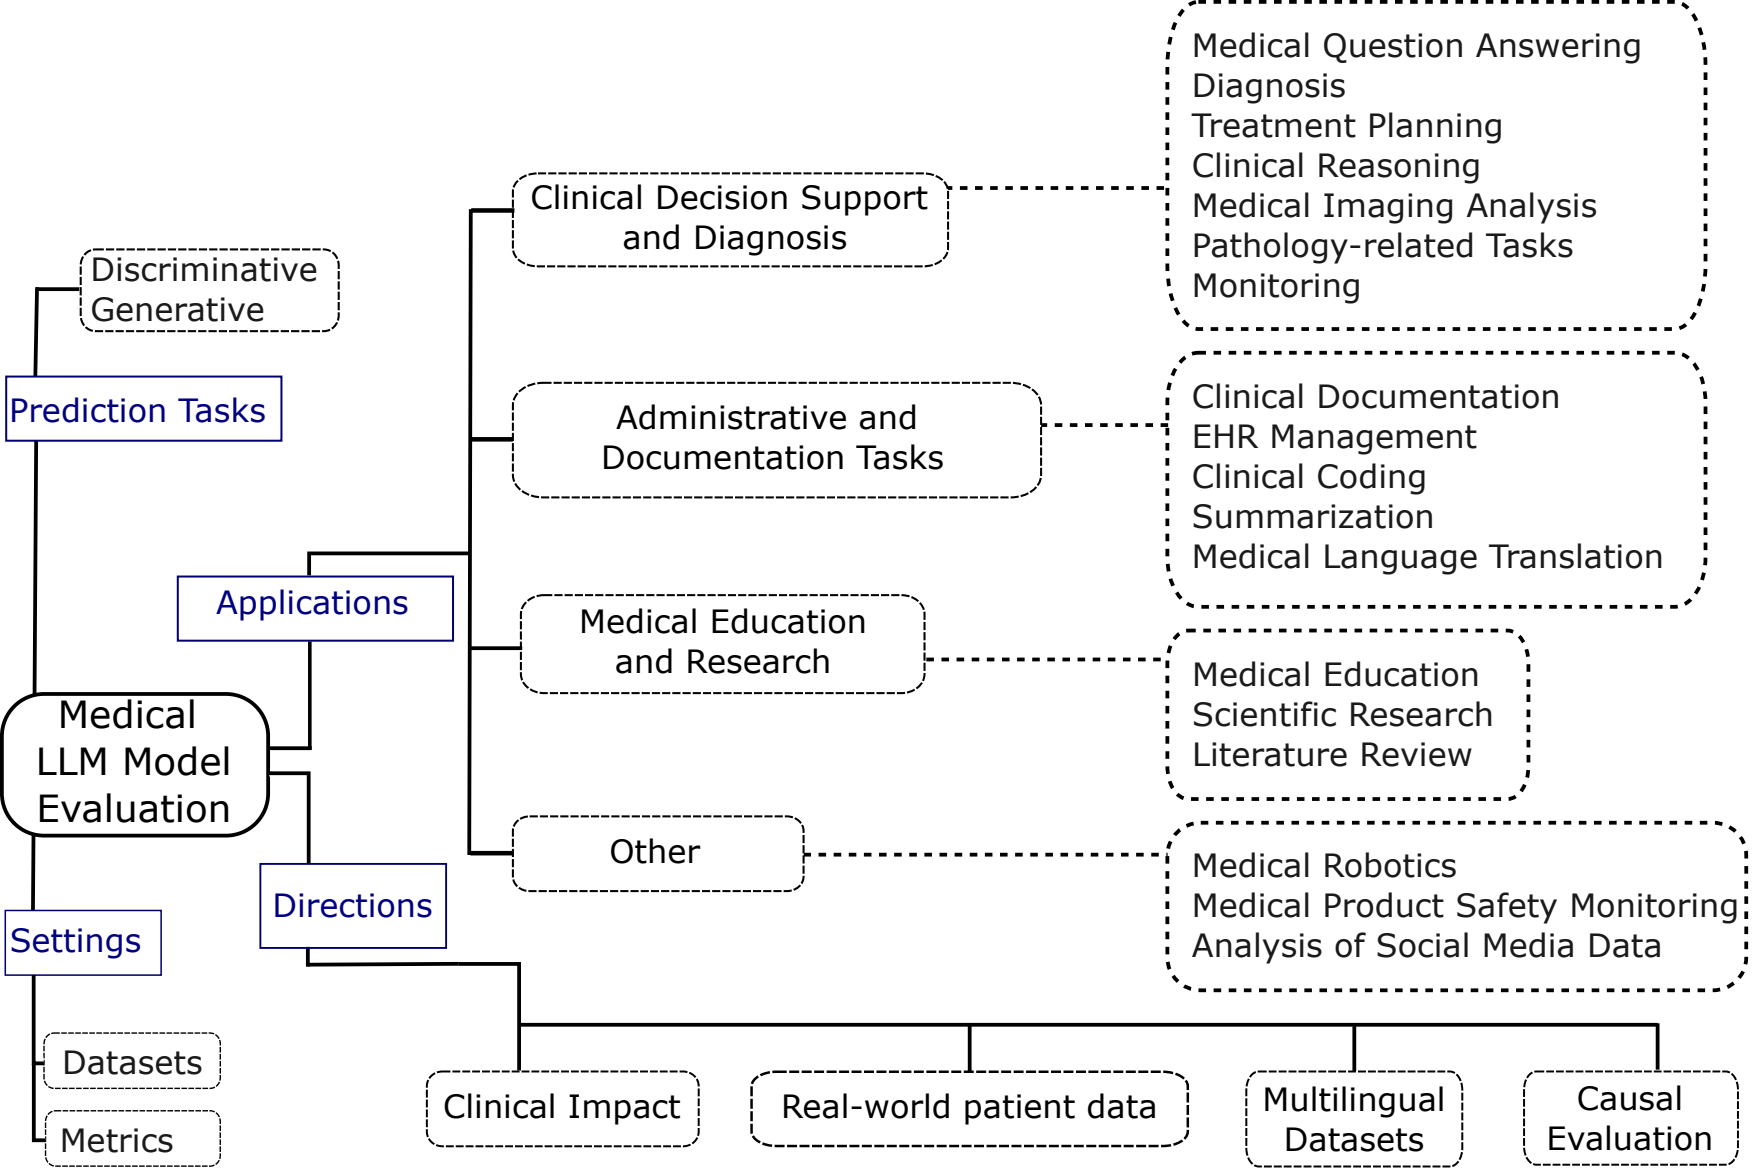 Discriminative
Generative
Prediction Tasks
Applications
Medical
LLM Model
Evaluation
Directions
Settings
Datasets
Metrics
Clinical Decision Support
and Diagnosis
Administrative and
Documentation Tasks
Medical Education
and Research
Other
Medical Question Answering
Diagnosis
Treatment Planning
Clinical Reasoning
Medical Imaging Analysis
Pathology-related Tasks
Monitoring
Clinical Documentation
EHR Management
Clinical Coding
Summarization
Medical Language Translation
Medical Education
Scientific Research
Literature Review
Medical Robotics
Medical Product Safety Monitoring
Analysis of Social Media Data
Clinical Impact
Real-world patient data
Multilingual
Datasets
Causal
Evaluation